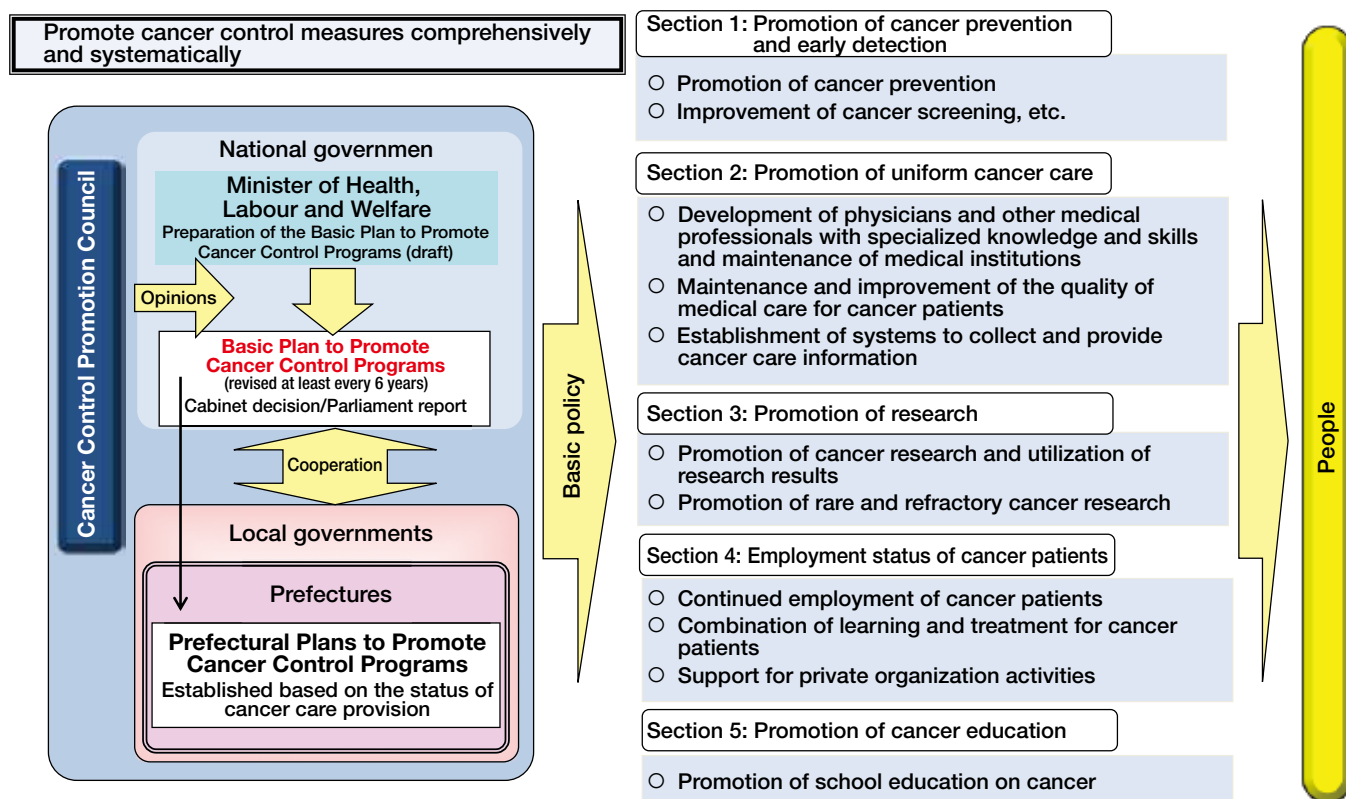 Promote cancer control measures comprehensively
and systematically
Cancer Control Promotion Council
National governmen
Minister of Health,
Labour and Welfare
Preparation of the Basic Plan to Promote
Cancer Control Programs (draft)
Opinions
Basic Plan to Promote
Cancer Control Programs
(revised at least every 6 years)
Cabinet decision/Parliament report
Cooperation
Local governments
Prefectures
Prefectural Plans to Promote
Cancer Control Programs
Established based on the status of
cancer care provision
Basic policy
Section 1: Promotion of cancer prevention
and early detection
○ Promotion of cancer prevention
○ Improvement of cancer screening, etc.
Section 2: Promotion of uniform cancer care
○ Development of physicians and other medical
professionals with specialized knowledge and skills
and maintenance of medical institutions
○ Maintenance and improvement of the quality of
medical care for cancer patients
○ Establishment of systems to collect and provide
cancer care information
Section 3: Promotion of research
○ Promotion of cancer research and utilization of
research results
○ Promotion of rare and refractory cancer research
Section 4: Employment status of cancer patients
○ Continued employment of cancer patients
○ Combination of learning and treatment for cancer
patients
○ Support for private organization activities
Section 5: Promotion of cancer education
○ Promotion of school education on cancer
People